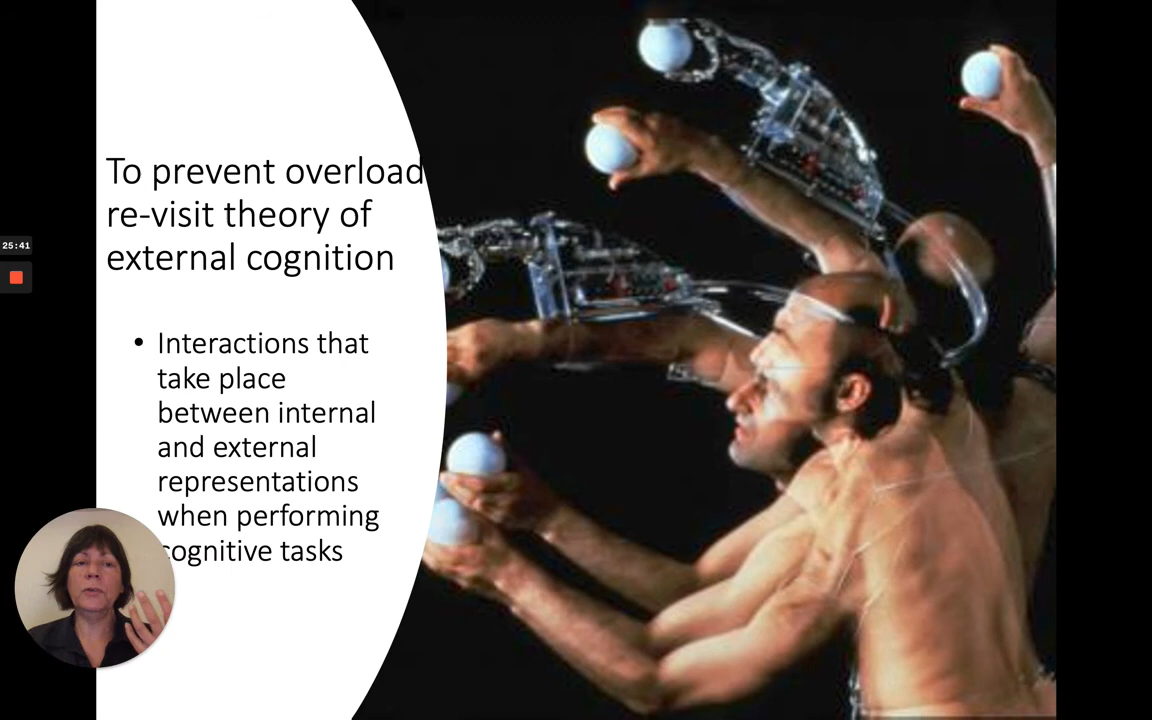 To prevent overload
re-visit theory of
external cognition
25:41
• Interactions that
take place
between internal
and external
representations
when performing
cognitive tasks